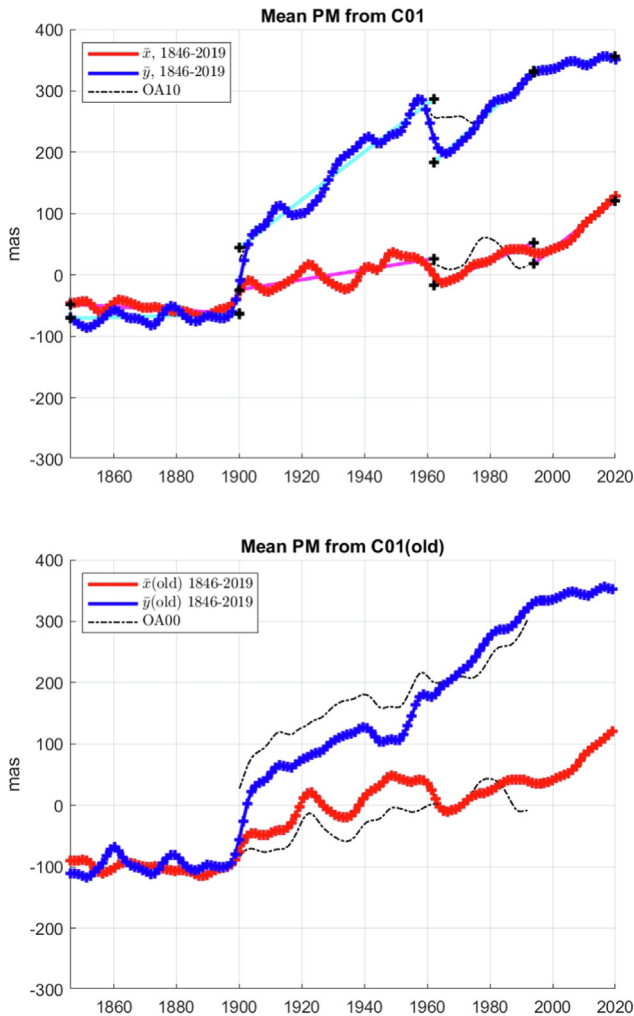 Mean PM from C01
400
300
200
100
0
-100
-200
-300
mas
x̄, 1846-2019
ȳ, 1846-2019
OA10
1860 1880 1900 1920 1940 1960 1980 2000 2020
Mean PM from C01(old)
400
300
200
100
0
-100
-200
-300
mas
x̄(old) 1846-2019
ȳ(old) 1846-2019
OA00
1860 1880 1900 1920 1940 1960 1980 2000 2020